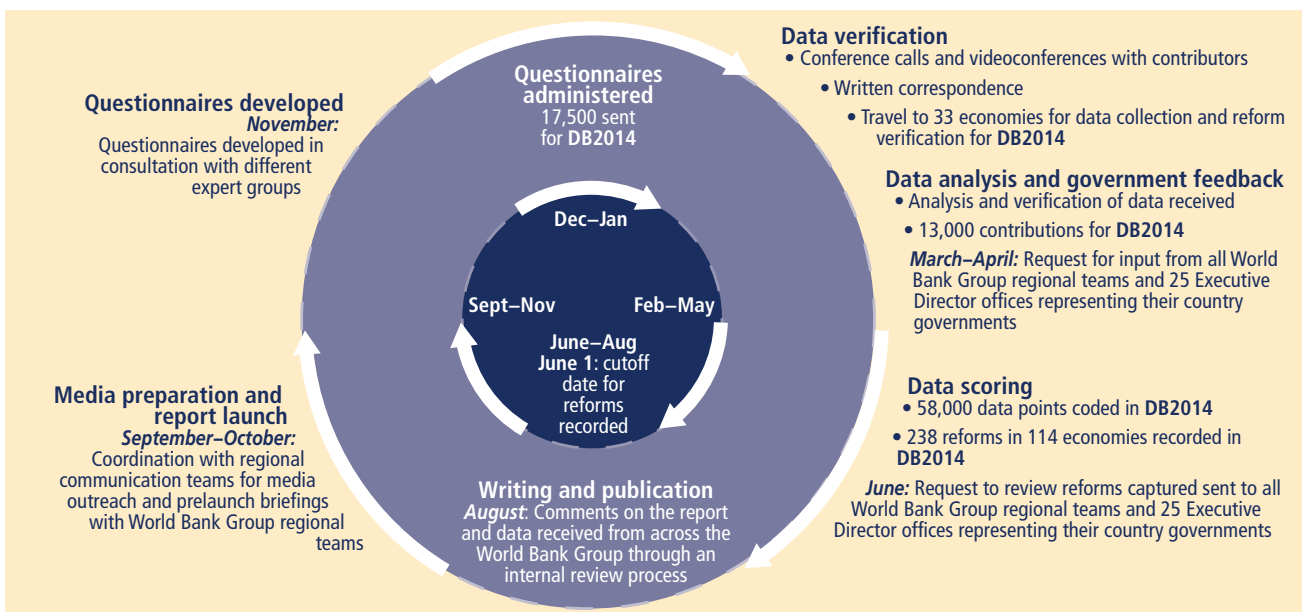 Questionnaires
administered
17,500 sent
for DB2014
Data verification
• Conference calls and videoconferences with contributors
• Written correspondence
• Travel to 33 economies for data collection and reform
verification for DB2014
Data analysis and government feedback
• Analysis and verification of data received
• 13,000 contributions for DB2014
March–April: Request for input from all World
Bank Group regional teams and 25 Executive
Director offices representing their country
governments
Data scoring
• 58,000 data points coded in DB2014
• 238 reforms in 114 economies recorded in
DB2014
June: Request to review reforms captured sent to all
World Bank Group regional teams and 25 Executive
Director offices representing their country governments
Writing and publication
August: Comments on the report
and data received from across the
World Bank Group through an
internal review process
Media preparation and
report launch
September–October:
Coordination with regional
communication teams for media
outreach and prelaunch briefings
with World Bank Group regional
teams
Questionnaires developed
November:
Questionnaires developed in
consultation with different
expert groups
Dec–Jan
Feb–May
June–Aug
June 1: cutoff
date for
reforms
recorded
Sept–Nov